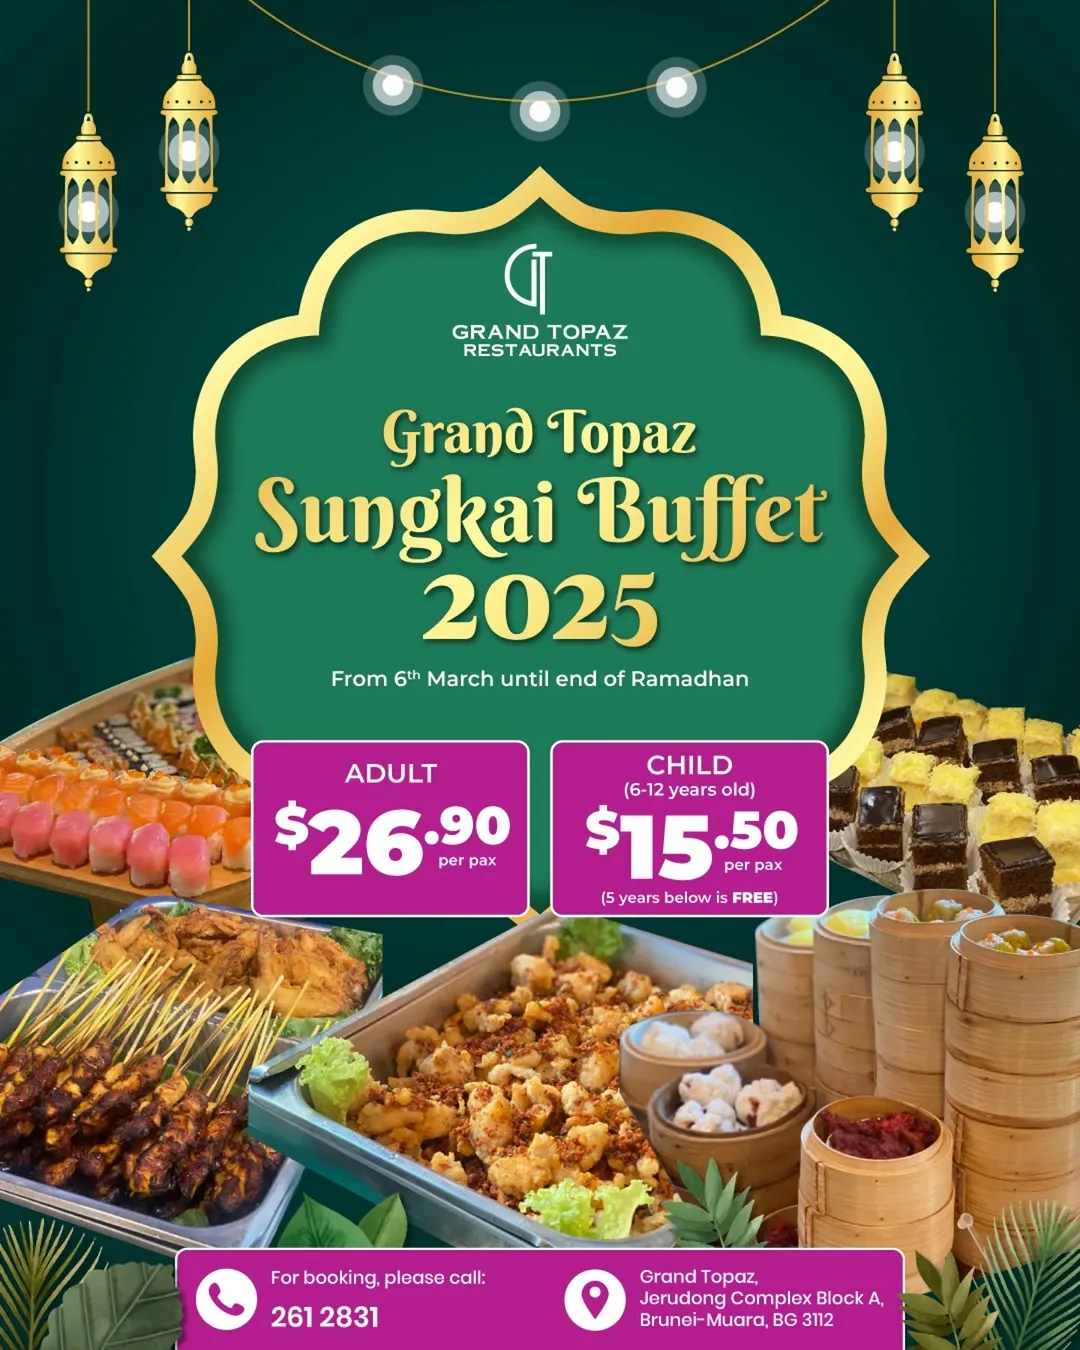 GT
GRAND TOPAZ
RESTAURANTS
Grand Topaz
Sungkai Buffet
2025
From 6th March until end of Ramadhan
ADULT
$26.90
per pax
CHILD
(6-12 years old)
$15.50
per pax
(5 years below is FREE)
For booking, please call:
261 2831
Grand Topaz,
Jerudong Complex Block A,
Brunei-Muara, BG 3112